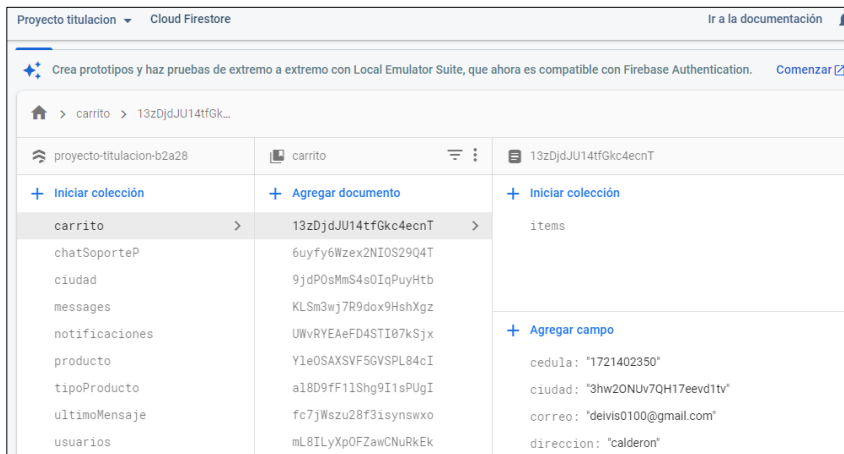 Proyecto titulacion Cloud Firestore Ir a la documentación
Crea prototipos y haz pruebas de extremo a extremo con Local Emulator Suite, que ahora es compatible con Firebase Authentication. Comenzar
carrito > 13zDjdJU14tfGk...
proyecto-titulacion-b2a28
+ Iniciar colección
carrito
chatSoporteP
ciudad
messages
notificaciones
producto
tipoProducto
ultimoMensaje
usuarios
carrito
+ Agregar documento
13zDjdJU14tfGkc4ecnT
6uyfy6Wzex2NIOS29Q4T
9jdPOsMmS4sOIqPuyHtb
KLSm3wj7R9dox9HshXgz
UWvRYEAeFD4STI07kSjx
YleOSAXSVF5GVSPL84cI
al8D9fF1lShg9I1sPUgI
fc7jWszu28f3isynswxo
mL8ILyXpOFZawCNuRkEk
13zDjdJU14tfGkc4ecnT
+ Iniciar colección
items
+ Agregar campo
cedula: "1721402350"
ciudad: "3hw2ONUv7QH17eevd1tv"
correo: "deivis0100@gmail.com"
direccion: "calderon"